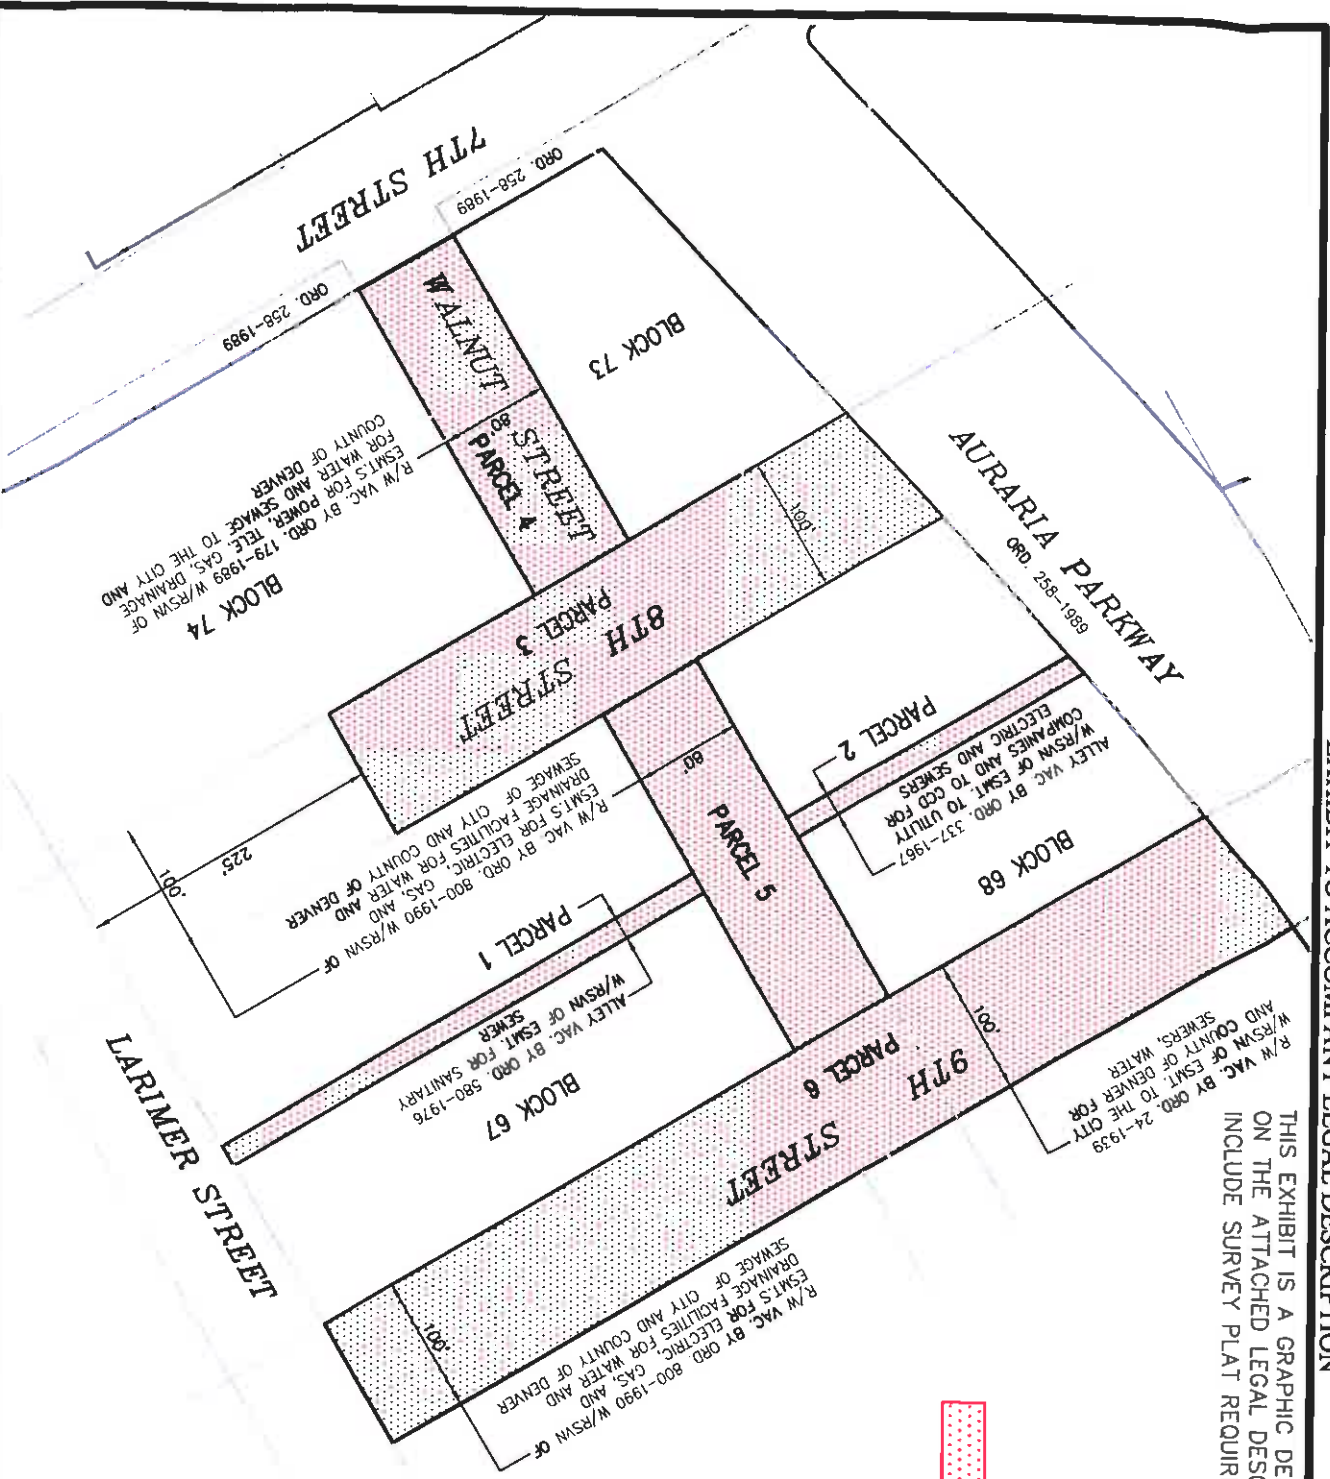 EXHIBIT TO ACCOMPANY LEGAL DESCRIPTION
THIS EXHIBIT IS A GRAPHIC DE
ON THE ATTACHED LEGAL DESC
INCLUDE SURVEY PLAT REQUIR
7TH STREET
ORD. 258-1989
ORD. 258-1989
WALNUT STREET
80'
PARCEL 4
BLOCK 73
BLOCK 74
R/W VAC. BY ORD. 179-1989 W/RSVN OF
ESMTS FOR POWER, TELE. GAS, DRAINAGE
FOR WATER AND SEWAGE TO THE CITY AND
COUNTY OF DENVER
AURARIA PARKWAY
ORD. 258-1989
8TH STREET
PARCEL 3
100'
PARCEL 2
ALLEY VAC. BY ORD. 337-1967
W/RSVN OF ESMT. TO UTILITY
COMPANIES AND TO CCD FOR
ELECTRIC AND SEWERS
80'
PARCEL 5
BLOCK 68
R/W VAC. BY ORD. 800-1990 W/RSVN OF
ESMTS FOR ELECTRIC, GAS, AND
DRAINAGE FACILITIES FOR WATER AND
SEWAGE OF CITY AND COUNTY OF DENVER
225'
100'
PARCEL 1
ALLEY VAC. BY ORD. 580-1976
W/RSVN OF ESMT. FOR SANITARY
SEWER
BLOCK 67
LARIMER STREET
9TH STREET
PARCEL 6
100'
R/W VAC. BY ORD. 24-1939
W/RSVN OF ESMT. TO THE CITY
AND COUNTY OF DENVER FOR
SEWERS, WATER
100'
R/W VAC. BY ORD 800-1990 W/RSVN OF
ESMTS FOR ELECTRIC, GAS, AND
DRAINAGE FACILITIES FOR WATER AND
SEWAGE OF CITY AND COUNTY OF DENVER